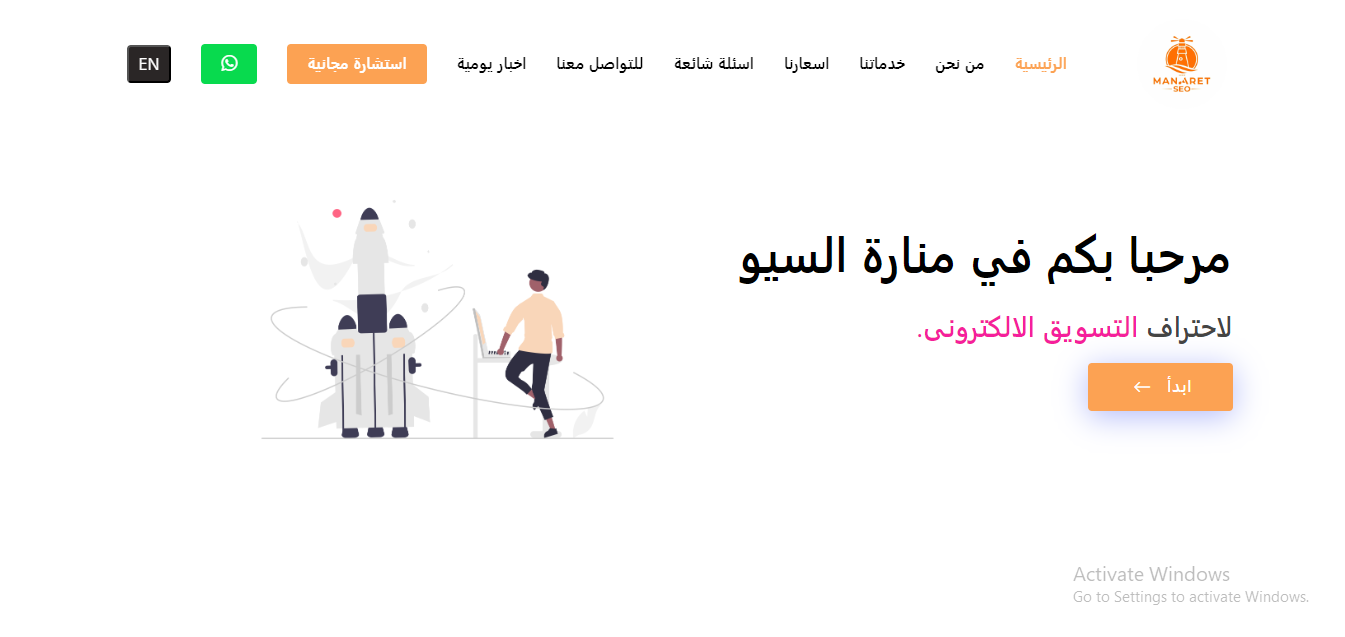 MANARET
SEO
الرئيسية
من نحن
خدماتنا
اسعارنا
اسئلة شائعة
للتواصل معنا
اخبار يومية
استشارة مجانية
EN
مرحبا بكم في منارة السيو
لاحتراف التسويق الالكترونى.
ابدأ ←
Activate Windows
Go to Settings to activate Windows.